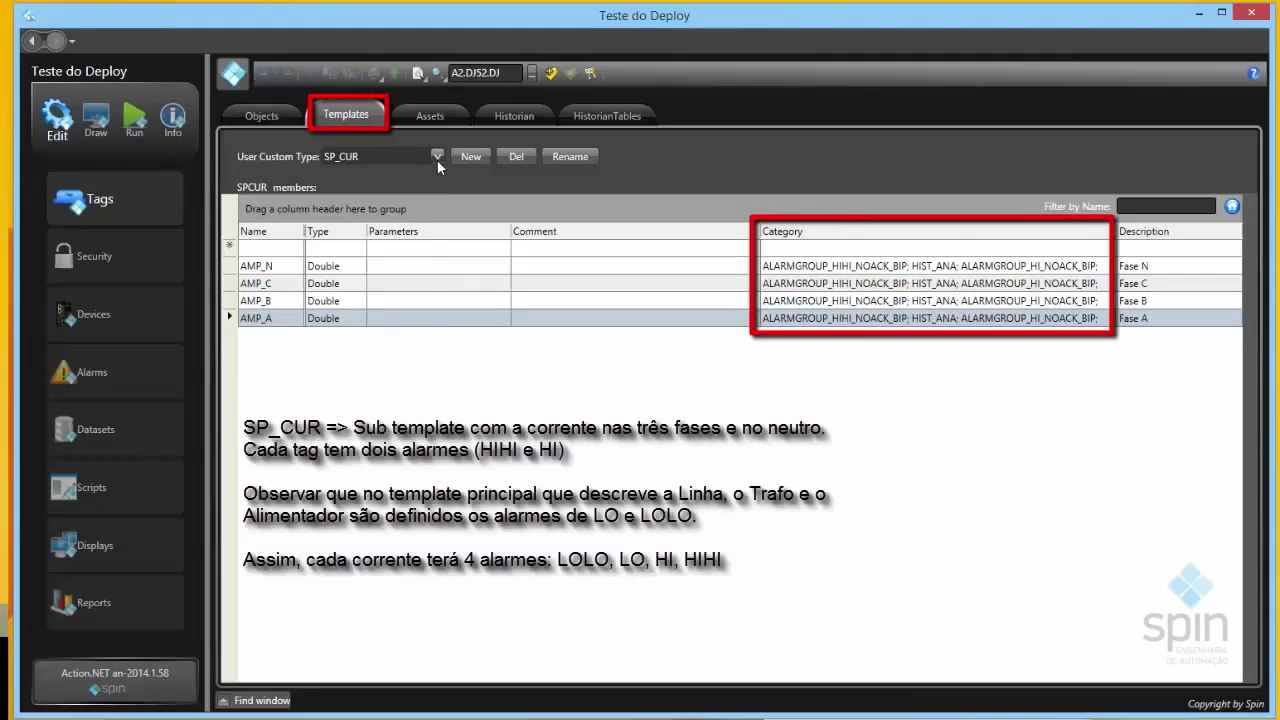 Teste do Deploy
Teste do Deploy
Edit Draw Run Info
Tags
Security
Devices
Alarms
Datasets
Scripts
Displays
Reports
Action.NET an-2014.1.58
spin
A2.DJ52.DJ
Objects Templates Assets Historian HistorianTables
User Custom Type: SP_CUR New Del Rename
SPCUR members:
Drag a column header here to group Filter by Name:
Name Type Parameters Comment Category Description
AMP_N Double ALARMGROUP_HIHI_NOACK_BIP; HIST_ANA; ALARMGROUP_HI_NOACK_BIP; Fase N
AMP_C Double ALARMGROUP_HIHI_NOACK_BIP; HIST_ANA; ALARMGROUP_HI_NOACK_BIP; Fase C
AMP_B Double ALARMGROUP_HIHI_NOACK_BIP; HIST_ANA; ALARMGROUP_HI_NOACK_BIP; Fase B
AMP_A Double ALARMGROUP_HIHI_NOACK_BIP; HIST_ANA; ALARMGROUP_HI_NOACK_BIP; Fase A
SP_CUR => Sub template com a corrente nas três fases e no neutro.
Cada tag tem dois alarmes (HIHI e HI)
Observar que no template principal que descreve a Linha, o Trafo e o
Alimentador são definidos os alarmes de LO e LOLO.
Assim, cada corrente terá 4 alarmes: LOLO, LO, HI, HIHI
spin
ENGENHARIA
DE AUTOMAÇÃO
Find window
Copyright by Spin